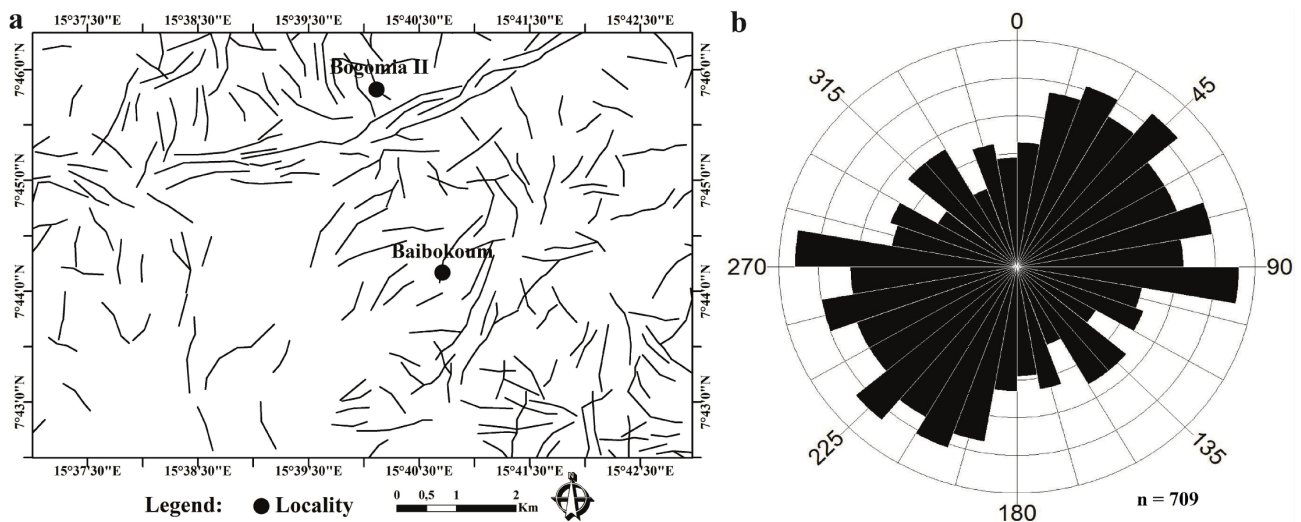 a
15°37'30"E 15°38'30"E 15°39'30"E 15°40'30"E 15°41'30"E 15°42'30"E
7°46'0"N 7°46'0"N
Bogomia II
7°45'0"N 7°45'0"N
Baibokoum
7°44'0"N 7°44'0"N
7°43'0"N 7°43'0"N
15°37'30"E 15°38'30"E 15°39'30"E 15°40'30"E 15°41'30"E 15°42'30"E
Legend: Locality
0 0,5 1 2
Km
b
0
315 45
270 90
225 135
180
n = 709